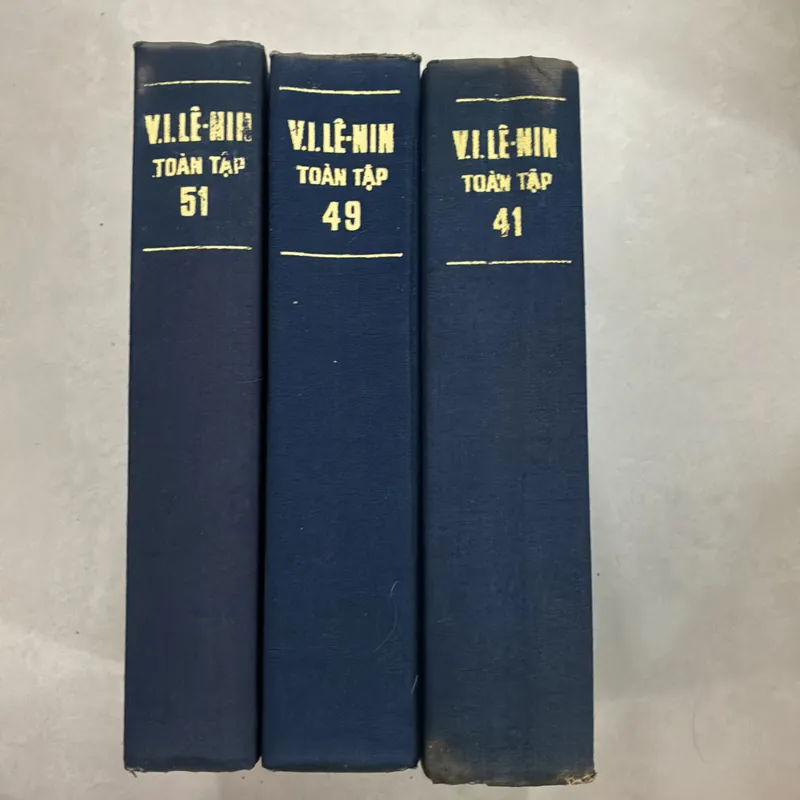 V.I.LÊ-NIN
TOÀN TẬP
51
V.I.LÊ-NIN
TOÀN TẬP
49
V.I.LÊ-NIN
TOÀN TẬP
41